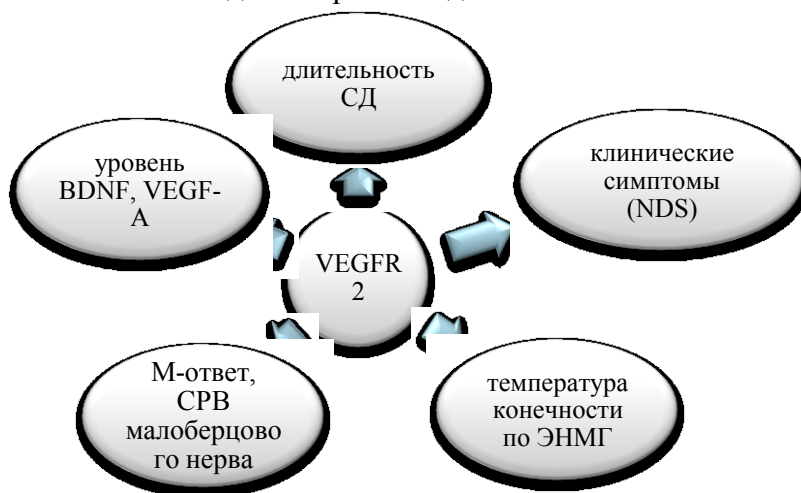 длительность
СД
уровень
BDNF, VEGF-
A
клинические
симптомы
(NDS)
VEGFR
2
М-ответ,
СРВ
малоберцово
го нерва
температура
конечности
по ЭНМГ